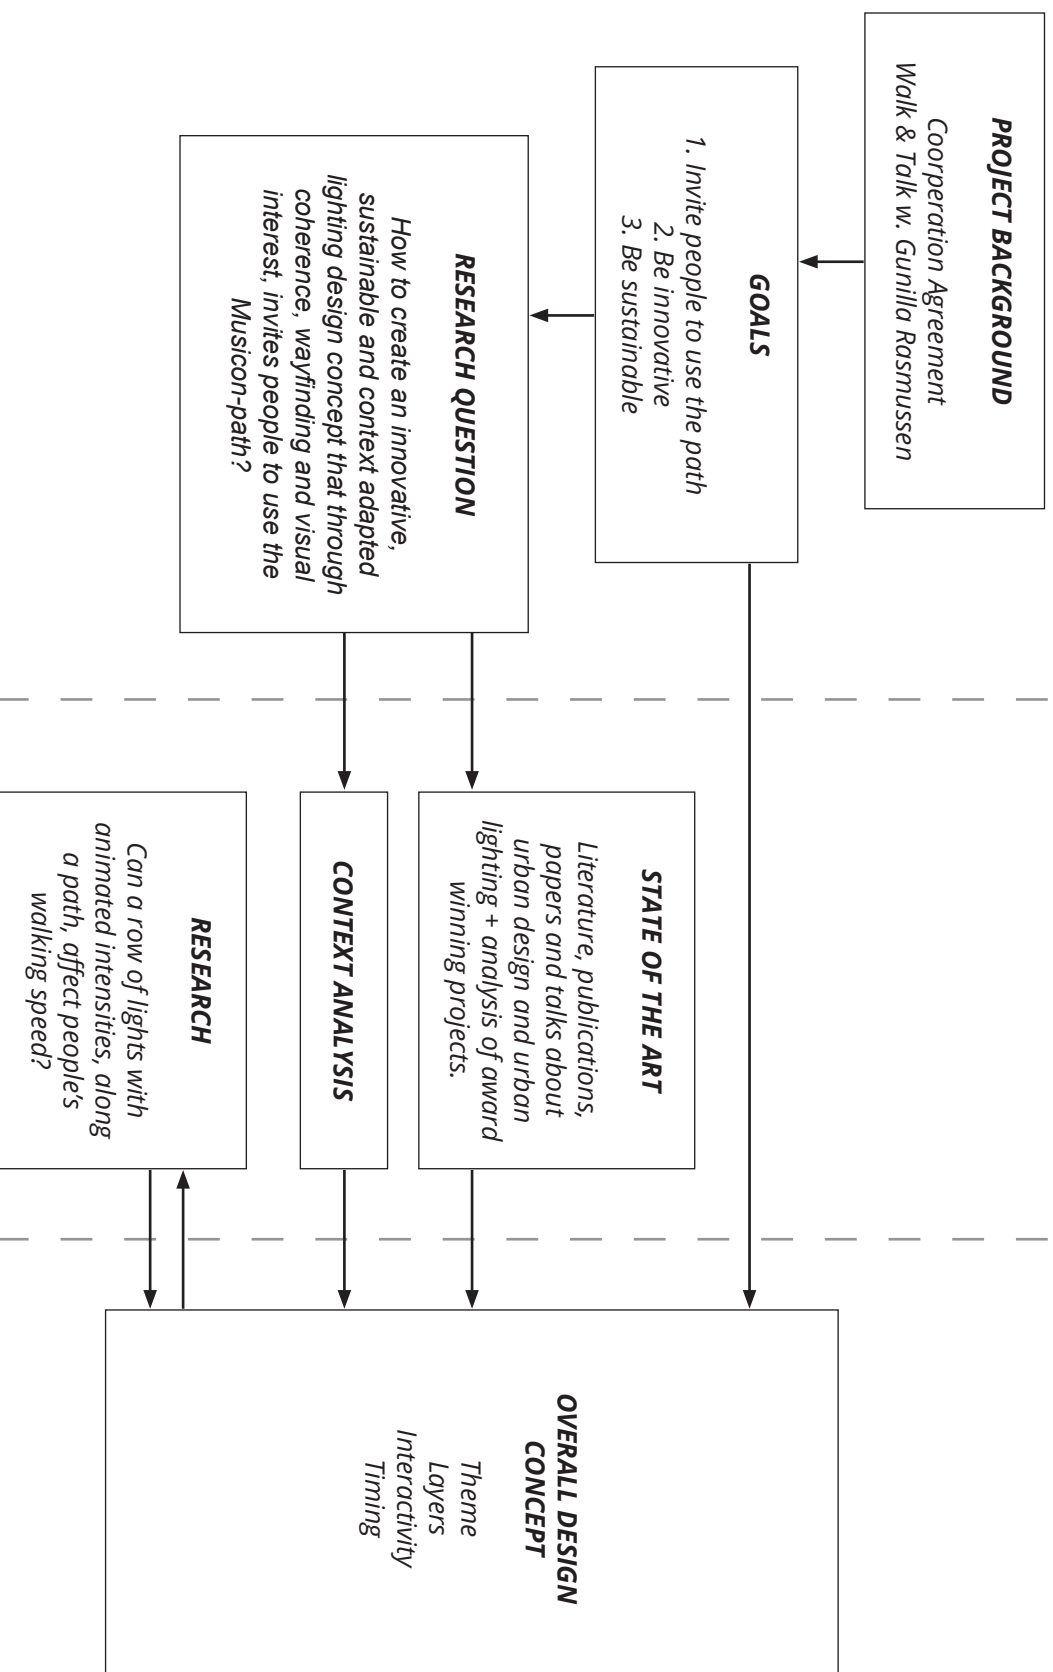 PROJECT BACKGROUND
Coorperation Agreement
Walk & Talk w. Gunilla Rasmussen
GOALS
1. Invite people to use the path
2. Be innovative
3. Be sustainable
RESEARCH QUESTION
How to create an innovative,
sustainable and context adapted
lighting design concept that through
coherence, wayfinding and visual
interest, invites people to use the
Musicon-path?
STATE OF THE ART
Literature, publications,
papers and talks about
urban design and urban
lighting + analysis of award
winning projects.
CONTEXT ANALYSIS
RESEARCH
Can a row of lights with
animated intensities, along
a path, affect people's
walking speed?
OVERALL DESIGN
CONCEPT
Theme
Layers
Interactivity
Timing